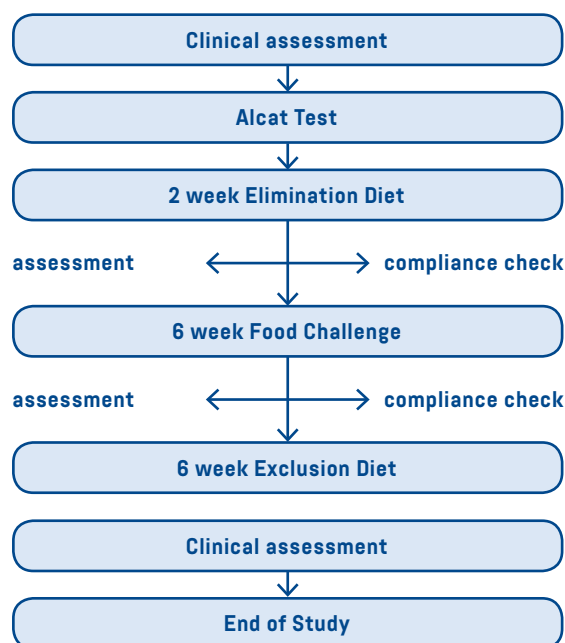 Clinical assessment
Alcat Test
2 week Elimination Diet
assessment compliance check
6 week Food Challenge
assessment compliance check
6 week Exclusion Diet
Clinical assessment
End of Study